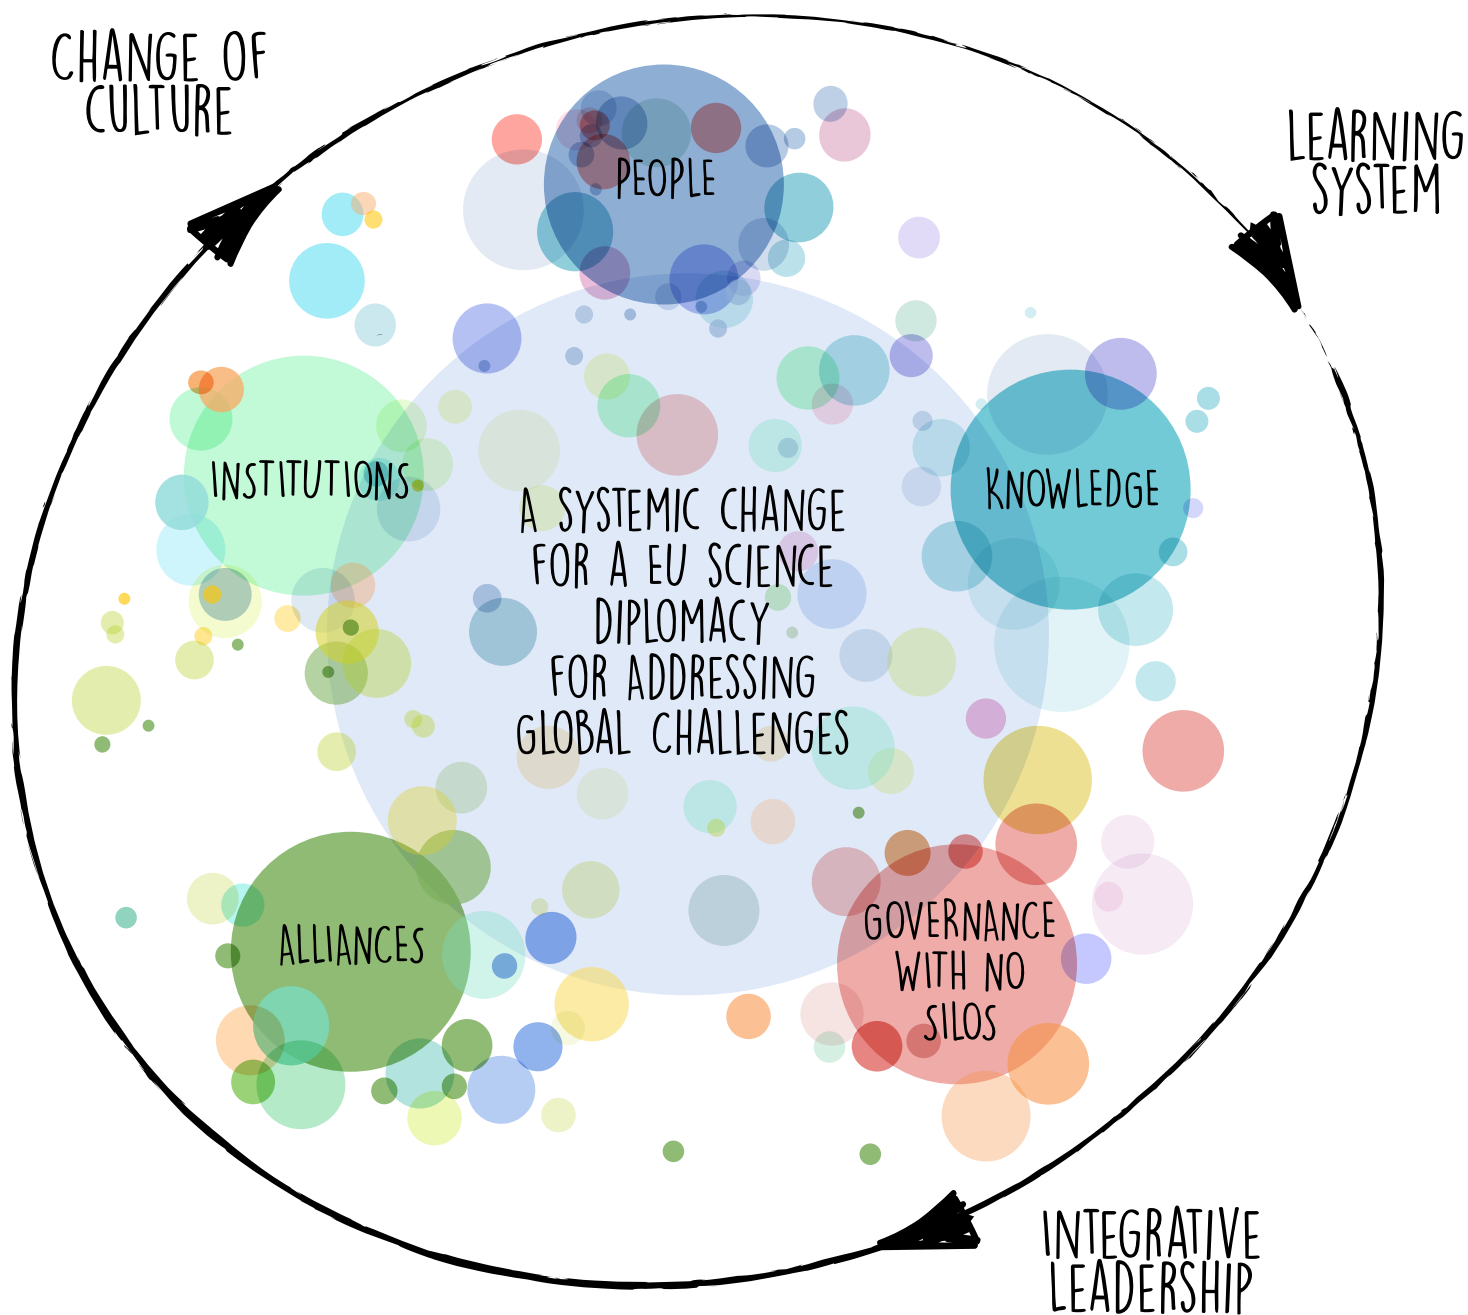 CHANGE OF
CULTURE
LEARNING
SYSTEM
PEOPLE
INSTITUTIONS
KNOWLEDGE
A SYSTEMIC CHANGE
FOR A EU SCIENCE
DIPLOMACY
FOR ADDRESSING
GLOBAL CHALLENGES
ALLIANCES
GOVERNANCE
WITH NO
SILOS
INTEGRATIVE
LEADERSHIP